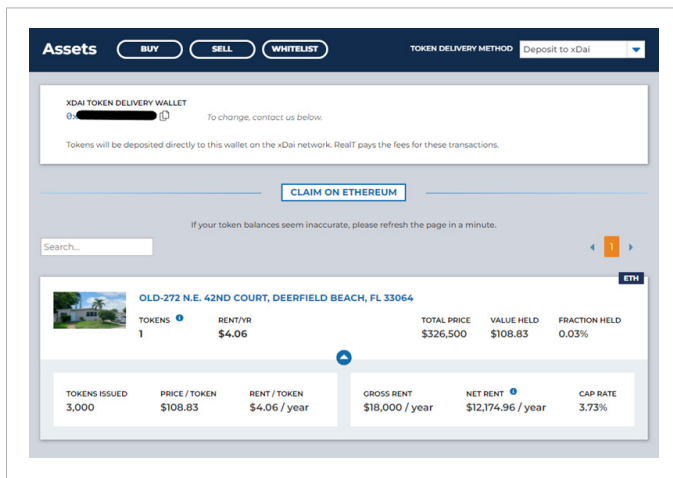 Assets BUY SELL WHITELIST TOKEN DELIVERY METHOD Deposit to xDai
XDAI TOKEN DELIVERY WALLET
0x To change, contact us below.
Tokens will be deposited directly to this wallet on the xDai network. RealT pays the fees for these transactions.
CLAIM ON ETHEREUM
If your token balances seem inaccurate, please refresh the page in a minute.
Search... 1
ETH
OLD-272 N.E. 42ND COURT, DEERFIELD BEACH, FL 33064
TOKENS RENT/YR TOTAL PRICE VALUE HELD FRACTION HELD
1 $4.06 $326,500 $108.83 0.03%
TOKENS ISSUED PRICE / TOKEN RENT / TOKEN GROSS RENT NET RENT CAP RATE
3,000 $108.83 $4.06 / year $18,000 / year $12,174.96 / year 3.73%